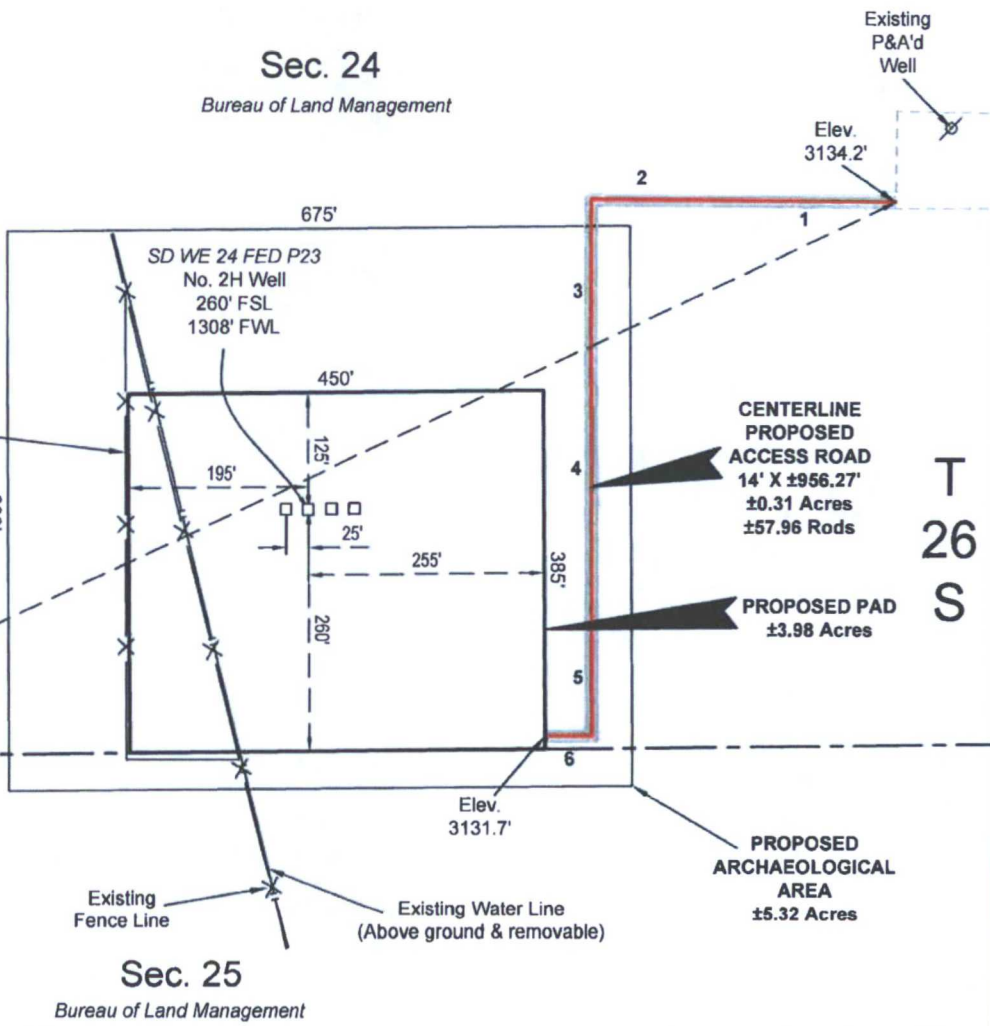 Existing
P&A'd
Well
Sec. 24
Bureau of Land Management
Elev.
3134.2'
2
1
675'
SD WE 24 FED P23
No. 2H Well
260' FSL
1308' FWL
3
450'
CENTERLINE
PROPOSED
ACCESS ROAD
14' X ±956.27'
±0.31 Acres
±57.96 Rods
125'
4
195'
T
26
S
25'
255'
385'
PROPOSED PAD
±3.98 Acres
260'
5
6
Elev.
3131.7'
PROPOSED
ARCHAEOLOGICAL
AREA
±5.32 Acres
Existing
Fence Line
Existing Water Line
(Above ground & removable)
Sec. 25
Bureau of Land Management